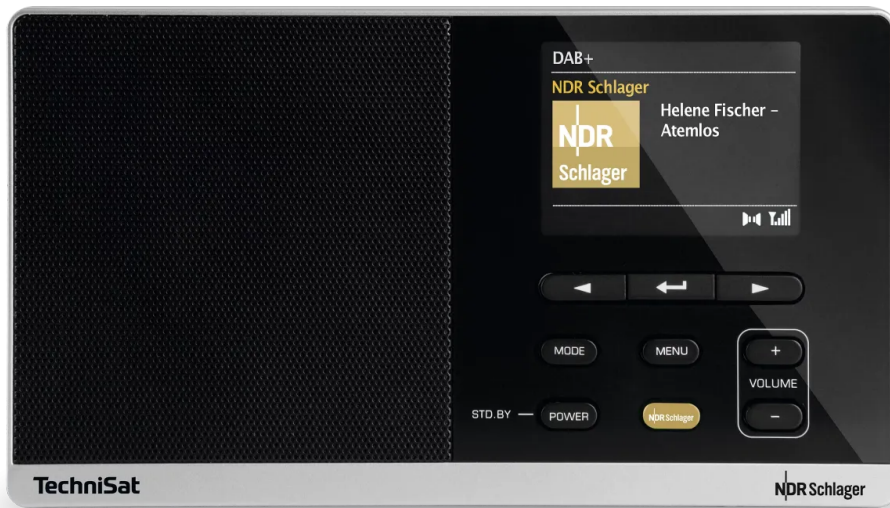 DAB+
NDR Schlager
NDR
Schlager
Helene Fischer –
Atemlos
MODE
MENU
+
VOLUME
–
STD.BY
POWER
NDR Schlager
TechniSat
NDR Schlager